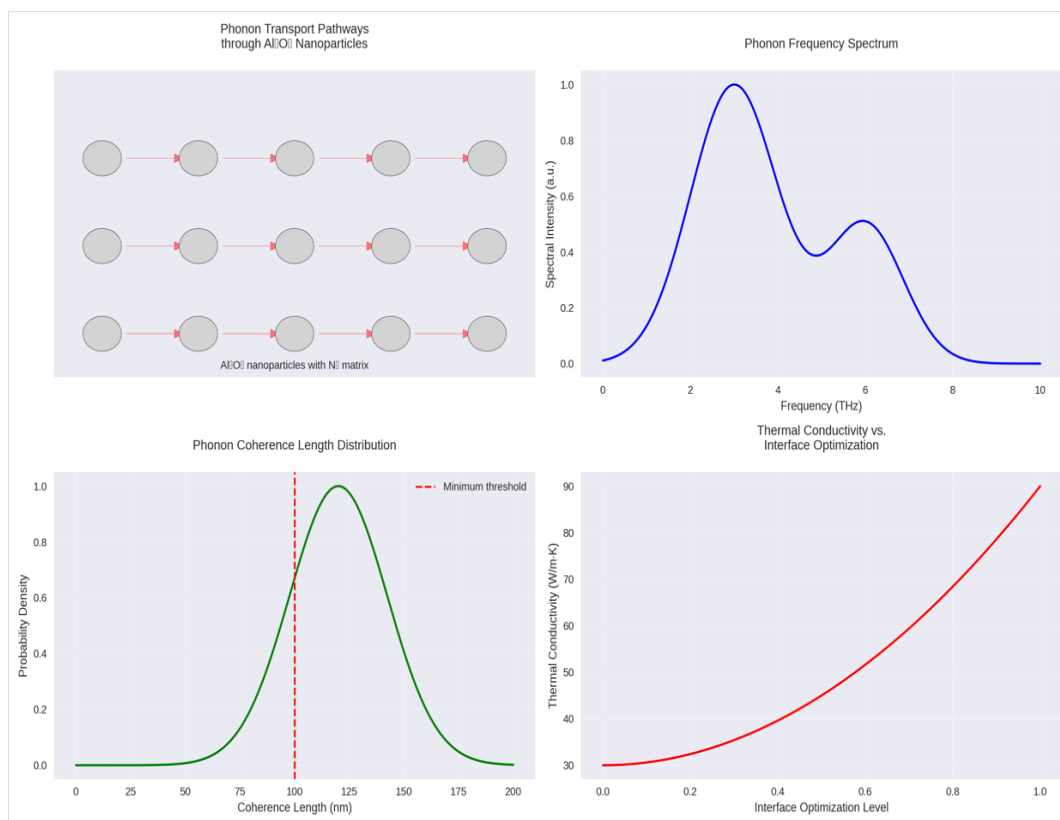 Phonon Transport Pathways
through Al▯O▯ Nanoparticles
Al▯O▯ nanoparticles with N▯ matrix
Phonon Frequency Spectrum
Spectral Intensity (a.u.)
1.0
0.8
0.6
0.4
0.2
0.0
0
2
4
6
8
10
Frequency (THz)
Phonon Coherence Length Distribution
Minimum threshold
Probability Density
1.0
0.8
0.6
0.4
0.2
0.0
0
25
50
75
100
125
150
175
200
Coherence Length (nm)
Thermal Conductivity vs.
Interface Optimization
Thermal Conductivity (W/m·K)
90
80
70
60
50
40
30
0.0
0.2
0.4
0.6
0.8
1.0
Interface Optimization Level